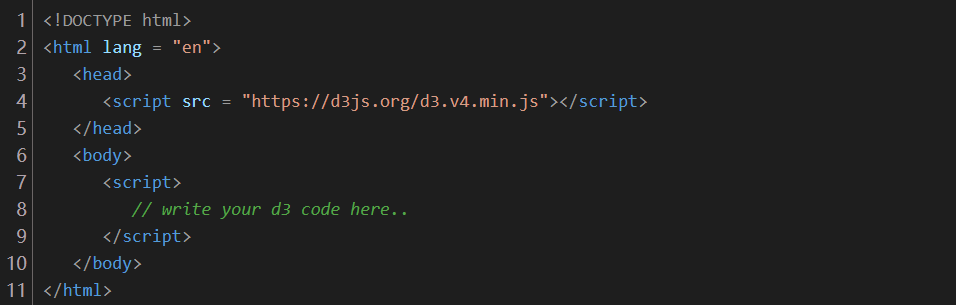 1 <!DOCTYPE html>
2 <html lang = "en">
3 <head>
4 <script src = "https://d3js.org/d3.v4.min.js"></script>
5 </head>
6 <body>
7 <script>
8 // write your d3 code here..
9 </script>
10 </body>
11 </html>